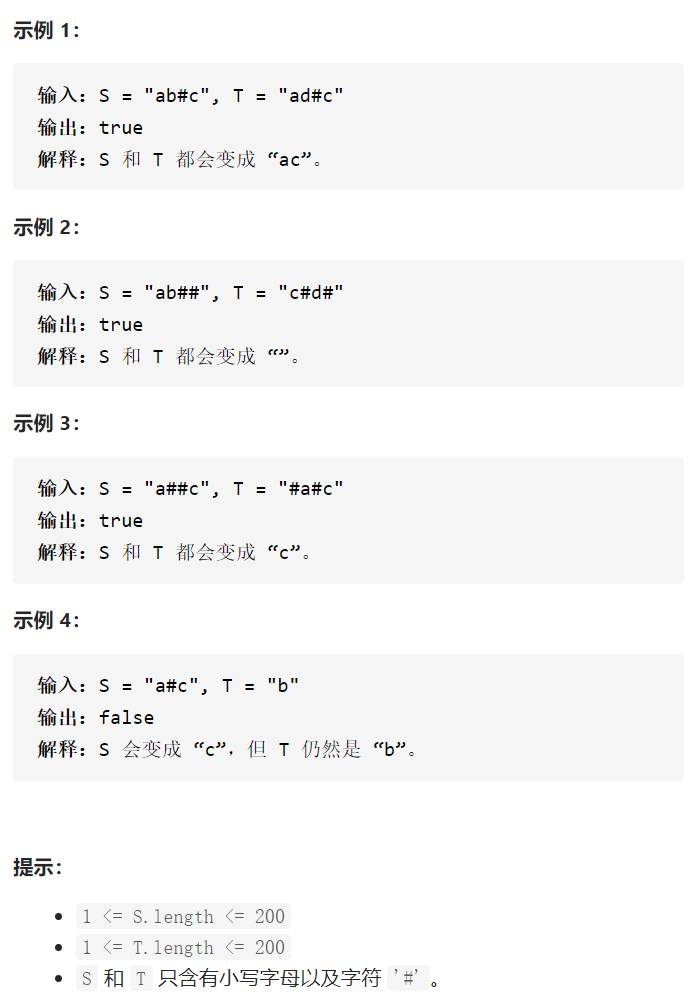 示例 1:
输入: S = "ab#c", T = "ad#c"
输出: true
解释: S 和 T 都会变成 “ac”。
示例 2:
输入: S = "ab##", T = "c#d#"
输出: true
解释: S 和 T 都会变成 “”。
示例 3:
输入: S = "a##c", T = "#a#c"
输出: true
解释: S 和 T 都会变成 “c”。
示例 4:
输入: S = "a#c", T = "b"
输出: false
解释: S 会变成 “c”,但 T 仍然是 “b”。
提示:
• 1 <= S.length <= 200
• 1 <= T.length <= 200
• S 和 T 只含有小写字母以及字符 '#'。